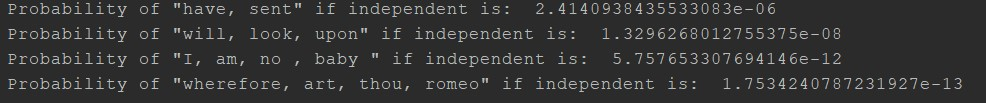 Probability of "have, sent" if independent is:  2.4140938435533083e-06
Probability of "will, look, upon" if independent is:  1.3296268012755375e-08
Probability of "I, am, no , baby " if independent is:  5.757653307694146e-12
Probability of "wherefore, art, thou, romeo" if independent is:  1.7534240787231927e-13